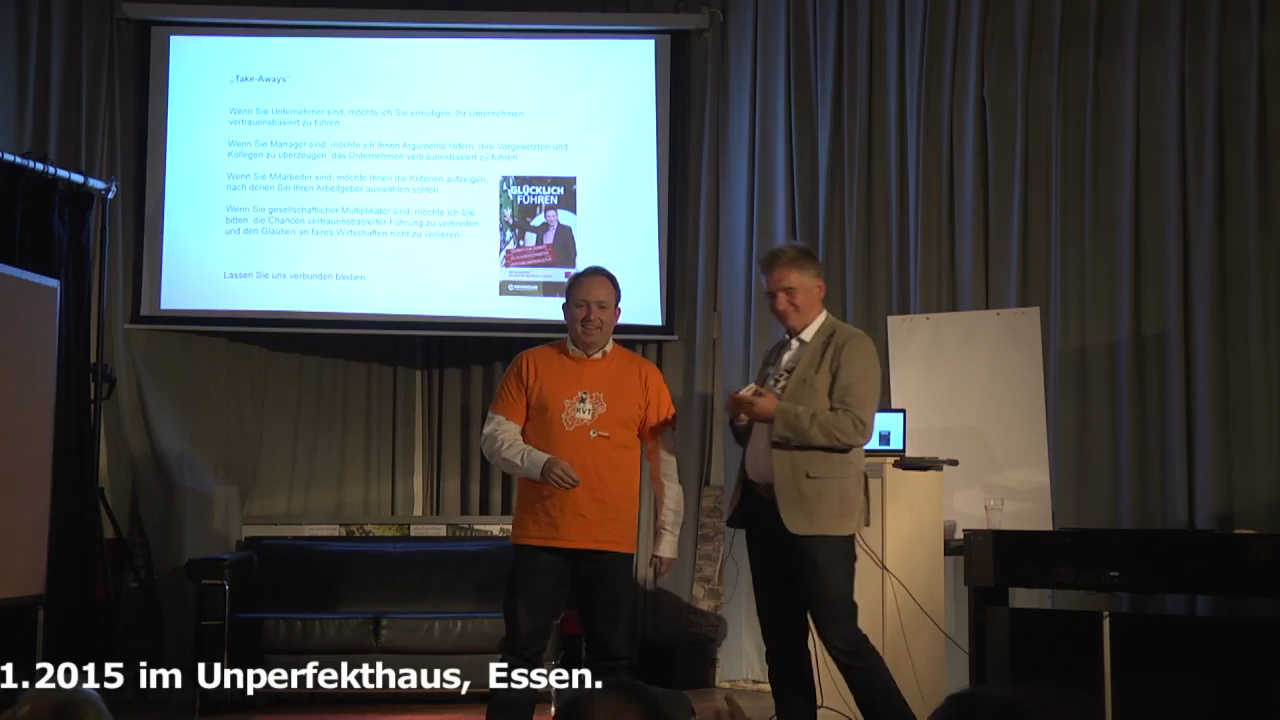 „Take-Aways“
Wenn Sie Unternehmer sind, möchte ich Sie ermutigen, Ihr Unternehmen
vertrauensbasiert zu führen.
Wenn Sie Manager sind, möchte ich Ihnen Argumente liefern, Ihre Vorgesetzten und
Kollegen zu überzeugen, das Unternehmen vertrauensbasiert zu führen.
Wenn Sie Mitarbeiter sind, möchte Ihnen die Kriterien aufzeigen,
nach denen Sie Ihren Arbeitgeber auswählen sollten.
Wenn Sie gesellschaftlicher Multiplikator sind, möchte ich Sie
bitten, die Chancen vertrauensbasierter Führung zu verbreiten
und den Glauben an faires Wirtschaften nicht zu verlieren.
Lassen Sie uns verbunden bleiben.
GLÜCKLICH
FÜHREN
KVT
1.2015 im Unperfekthaus, Essen.